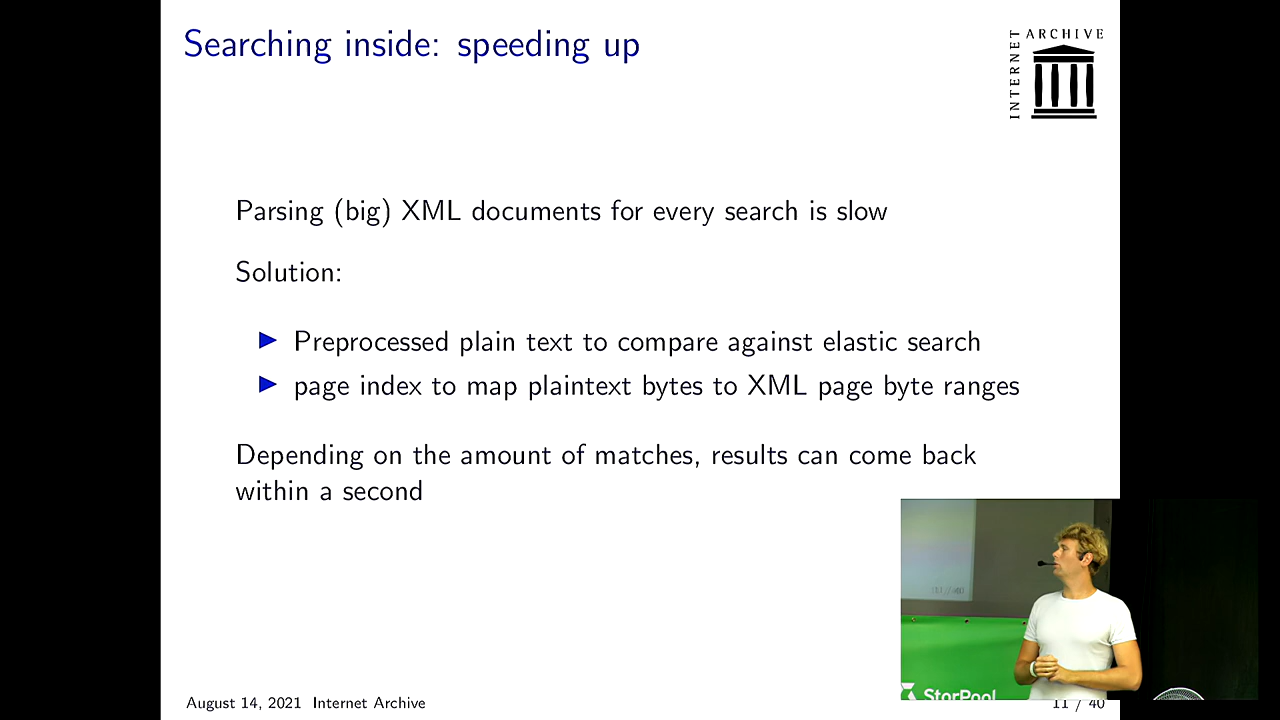 Searching inside: speeding up
INTERNET ARCHIVE
Parsing (big) XML documents for every search is slow
Solution:
Preprocessed plain text to compare against elastic search
page index to map plaintext bytes to XML page byte ranges
Depending on the amount of matches, results can come back
within a second
StorPool
August 14, 2021 Internet Archive
11 / 40